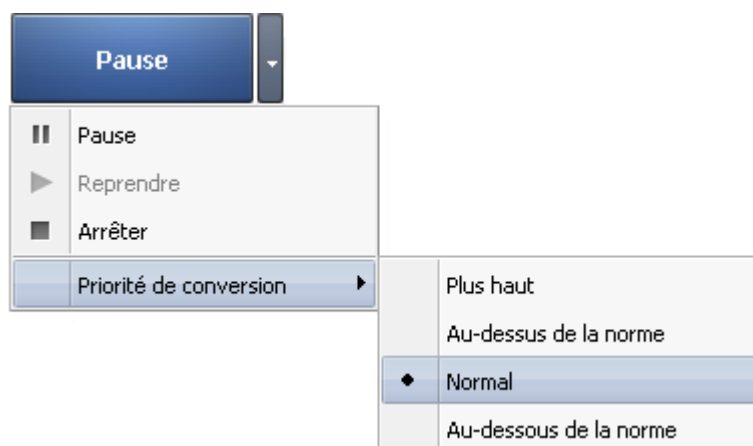 Pause
Pause
Reprendre
Arrêter
Priorité de conversion
Plus haut
Au-dessus de la norme
Normal
Au-dessous de la norme